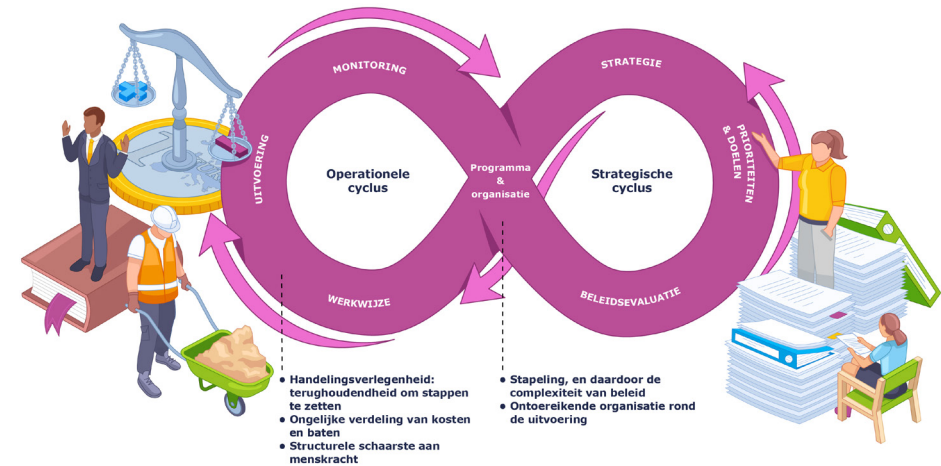 MONITORING
STRATEGIE
UITVOERING
Operationele
cyclus
Programma
&
organisatie
Strategische
cyclus
PRIORITEITEN
& DOELEN
WERKWIJZE
BELEIDSEVALUATIE
• Handelingsverlegenheid:
terughoudendheid om stappen
te zetten
• Ongelijke verdeling van kosten
en baten
• Structurele schaarste aan
menskracht
• Stapeling, en daardoor de
complexiteit van beleid
• Ontoereikende organisatie rond
de uitvoering